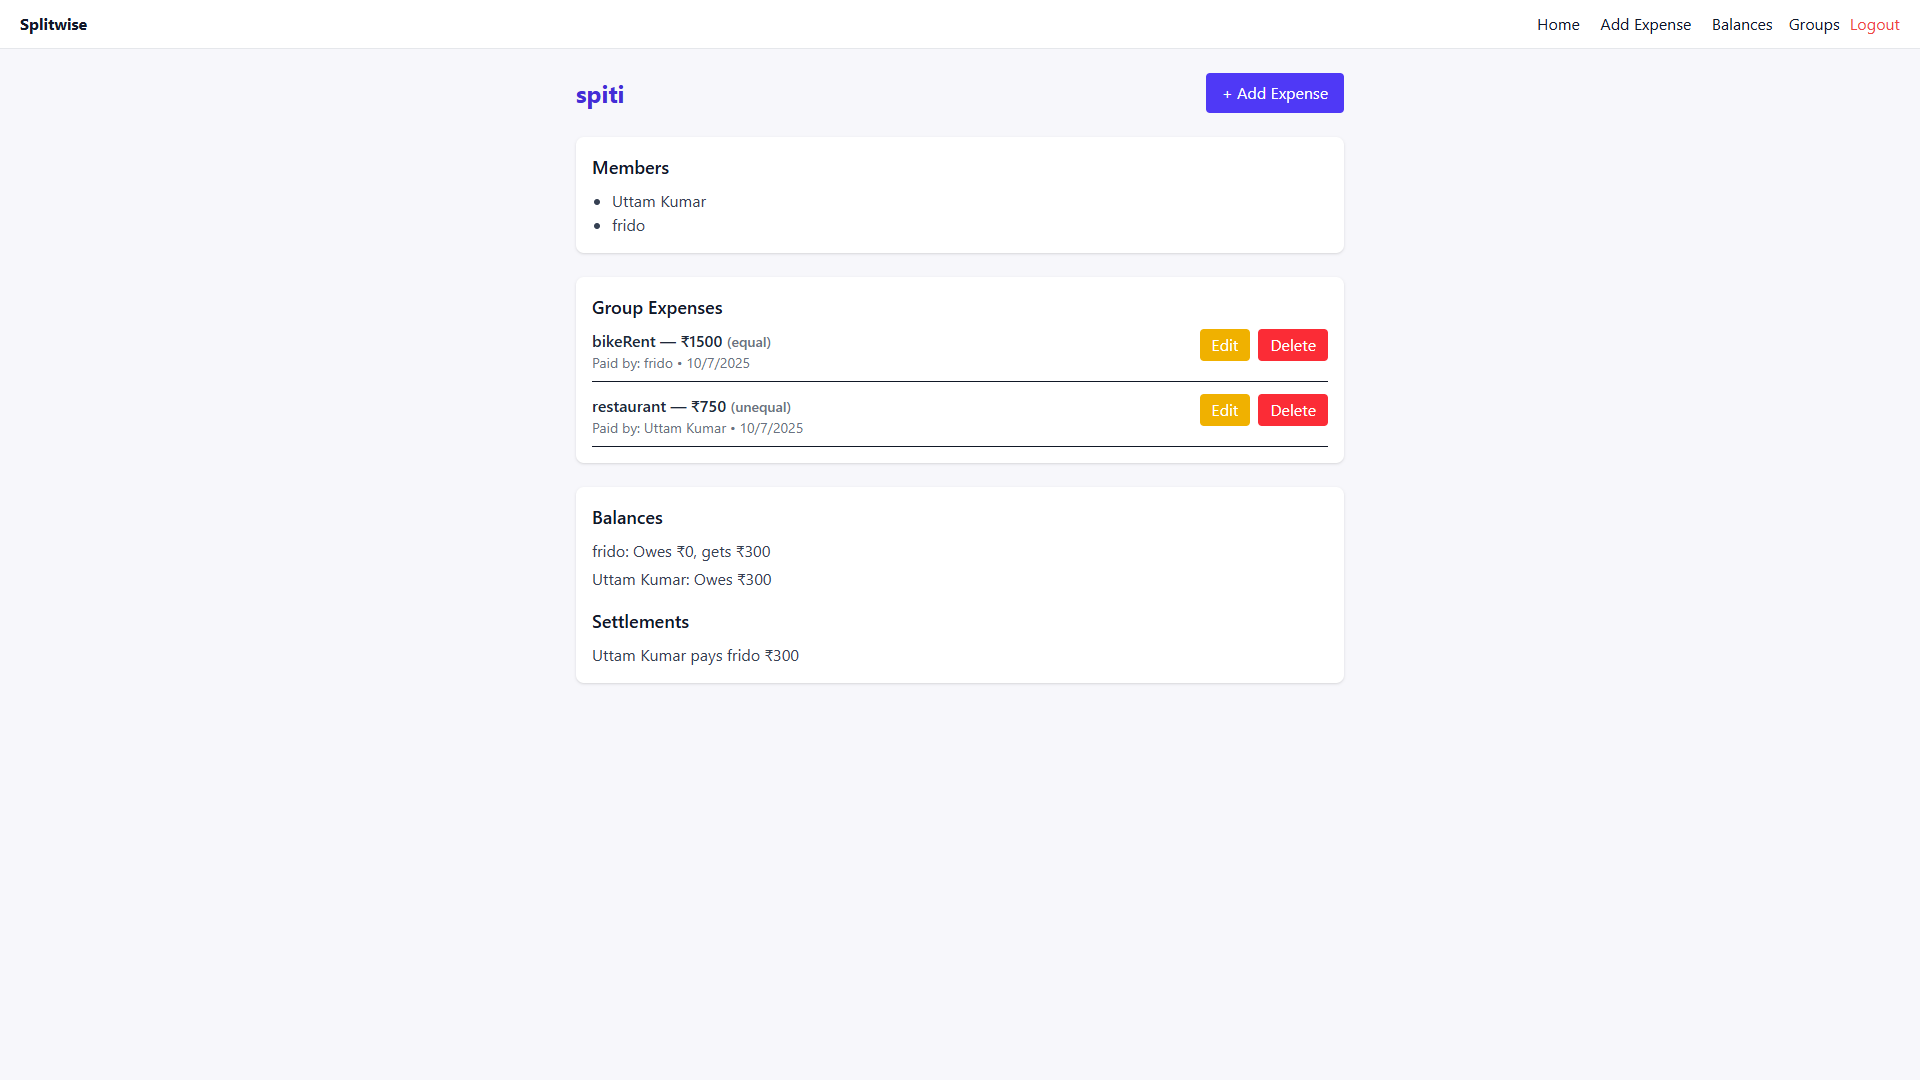 Splitwise
Home Add Expense Balances Groups Logout
spiti
+ Add Expense
Members
• Uttam Kumar
• frido
Group Expenses
bikeRent — ₹1500 (equal)
Paid by: frido • 10/7/2025
Edit Delete
restaurant — ₹750 (unequal)
Paid by: Uttam Kumar • 10/7/2025
Edit Delete
Balances
frido: Owes ₹0, gets ₹300
Uttam Kumar: Owes ₹300
Settlements
Uttam Kumar pays frido ₹300